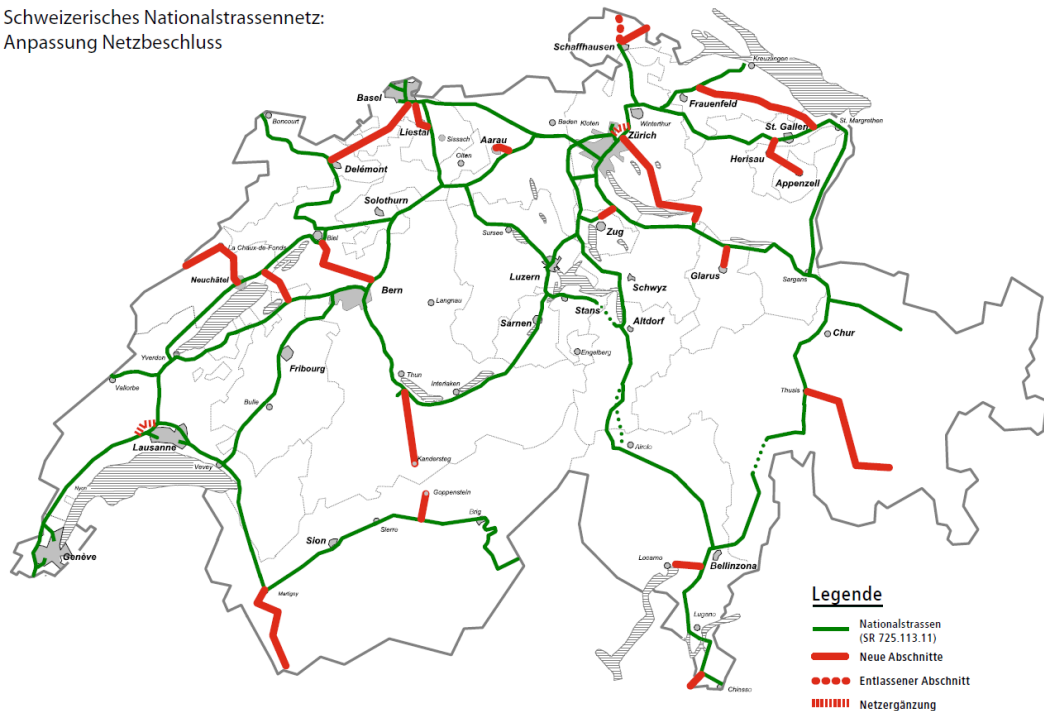 Schweizerisches Nationalstrassennetz:
Anpassung Netzbeschluss
Schaffhausen
Kreuzlingen
Basel
Frauenfeld
Boncourt
Liestal
Sissach
Baden
Kloten
Winterthur
Zürich
St. Gallen
St. Margrethen
Aarau
Olten
Herisau
Delémont
Appenzell
Solothurn
Biel
Sursee
Zug
La Chaux-de-Fonds
Neuchâtel
Bern
Luzern
Schwyz
Glarus
Sargans
Langnau
Stans
Sarnen
Altdorf
Chur
Yverdon
Fribourg
Engelberg
Thun
Interlaken
Vallorbe
Bulle
Thusis
Lausanne
Airolo
Vevey
Kandersteg
Nyon
Goppenstein
Brig
Sierre
Sion
Genève
Locarno
Bellinzona
Martigny
Lugano
Chiasso
Legende
Nationalstrassen
(SR 725.113.11)
Neue Abschnitte
Entlassener Abschnitt
Netzergänzung